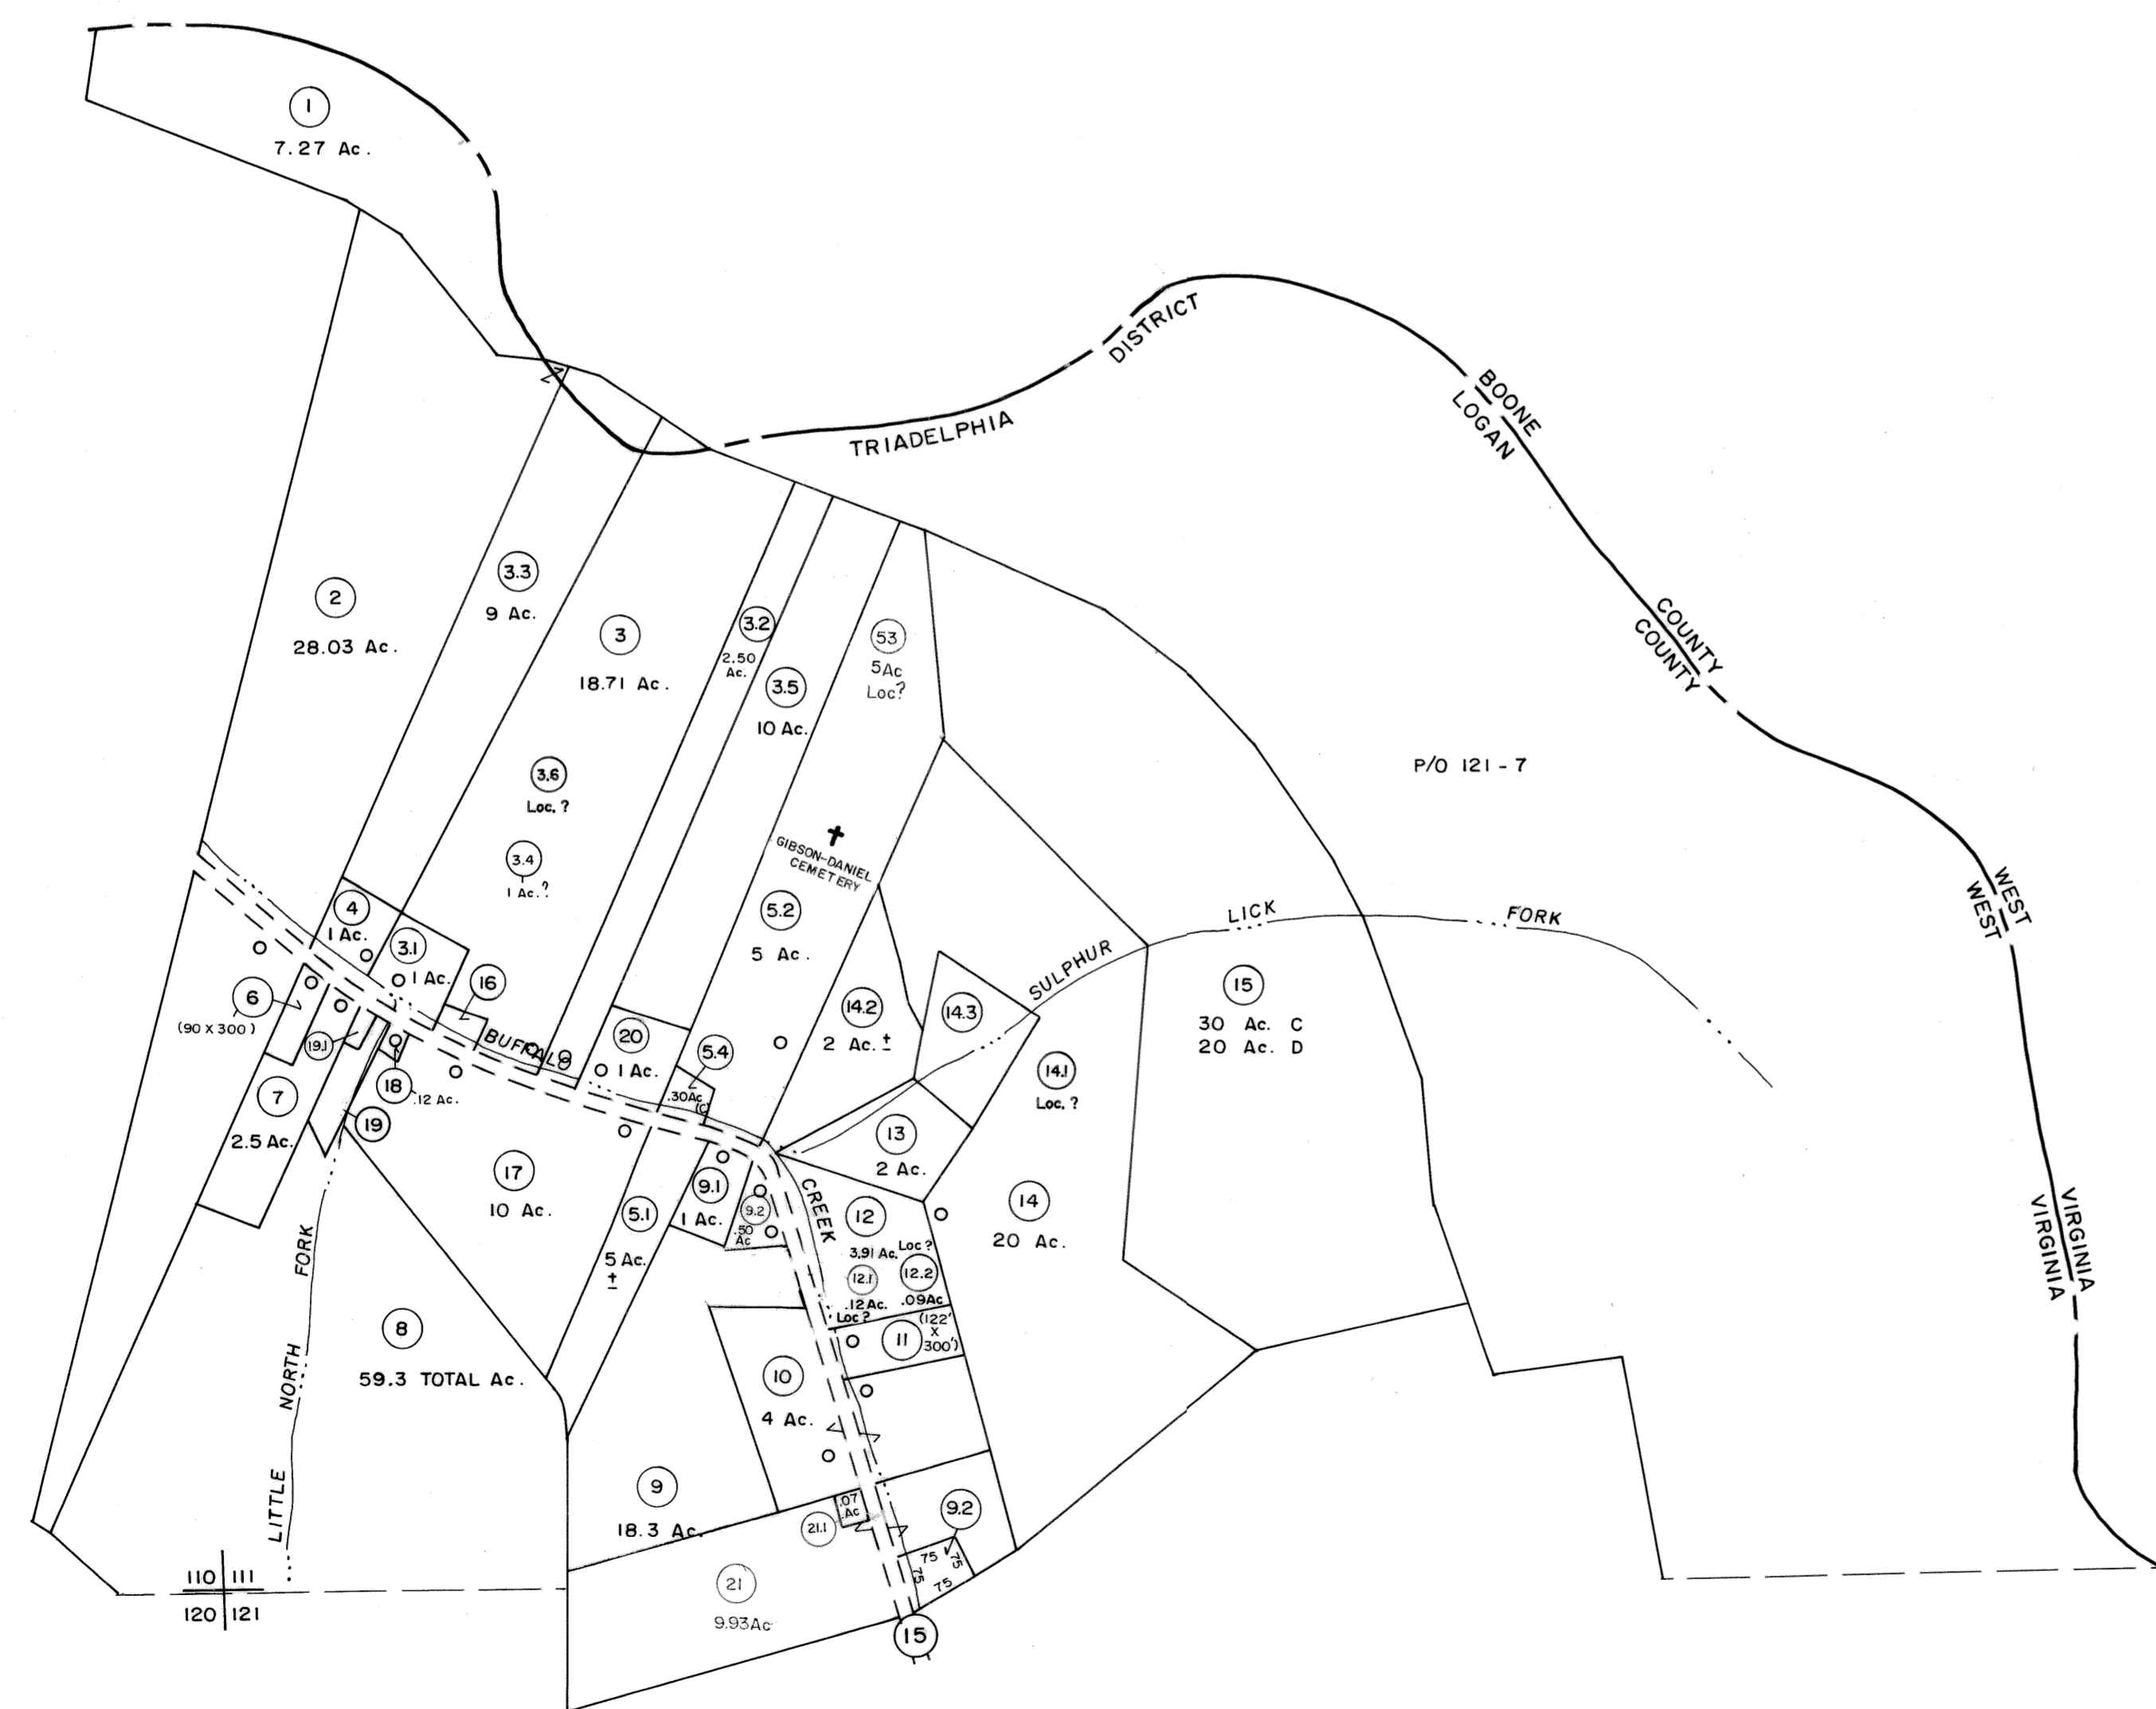 1
7.27 Ac.
DISTRICT
TRIADELPHIA
BOONE
LOGAN
COUNTY
COUNTY
WEST
WEST
VIRGINIA
VIRGINIA
2
28.03 Ac.
3.3
9 Ac.
3
18.71 Ac.
3.2
2.50
Ac.
3.5
10 Ac.
53
5Ac
Loc?
P/O 121-7
3.6
Loc. ?
3.4
1 Ac.?
GIBSON-DANIEL
CEMETERY
5.2
5 Ac.
4
1 Ac.
3.1
1 Ac.
16
6
(90 X 300)
19.1
18
.12 Ac.
19
7
2.5 Ac.
BUFFALO
20
1 Ac.
5.4
.30Ac
(C)
14.2
2 Ac. ±
14.3
SULPHUR
LICK
FORK
14.1
Loc. ?
15
30 Ac. C
20 Ac. D
13
2 Ac.
17
10 Ac.
5.1
5 Ac.
±
9.1
1 Ac.
9.2
.50
Ac
CREEK
12
3.91 Ac.
Loc ?
12.1
12.2
.12Ac.
.09Ac
Loc ?
11
(122'
X
300')
14
20 Ac.
LITTLE NORTH FORK
8
59.3 TOTAL Ac.
10
4 Ac.
9
18.3 Ac.
.07
Ac
21.1
9.2
75
75
75
75
21
9.93Ac
15
110 111
120 121